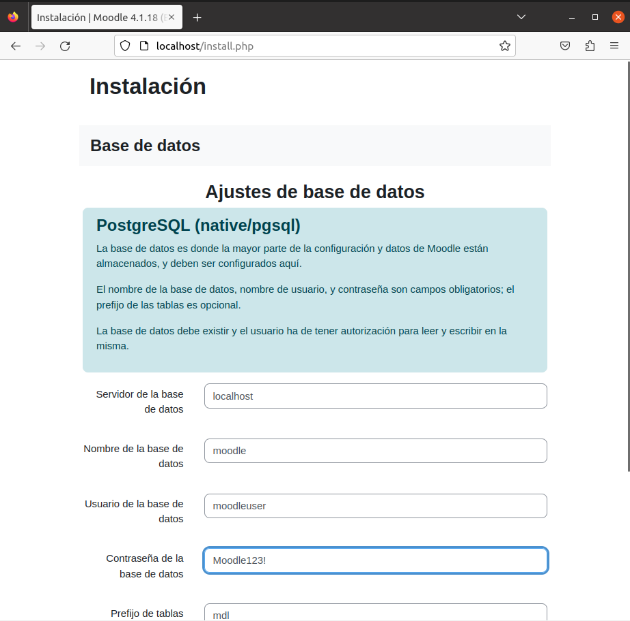 Instalación | Moodle 4.1.18 (
localhost/install.php
Instalación
Base de datos
Ajustes de base de datos
PostgreSQL (native/pgsql)
La base de datos es donde la mayor parte de la configuración y datos de Moodle están
almacenados, y deben ser configurados aquí.
El nombre de la base de datos, nombre de usuario, y contraseña son campos obligatorios; el
prefijo de las tablas es opcional.
La base de datos debe existir y el usuario ha de tener autorización para leer y escribir en la
misma.
Servidor de la base
de datos
localhost
Nombre de la base de
datos
moodle
Usuario de la base de
datos
moodleuser
Contraseña de la
base de datos
Moodle123!
Prefijo de tablas
mdl